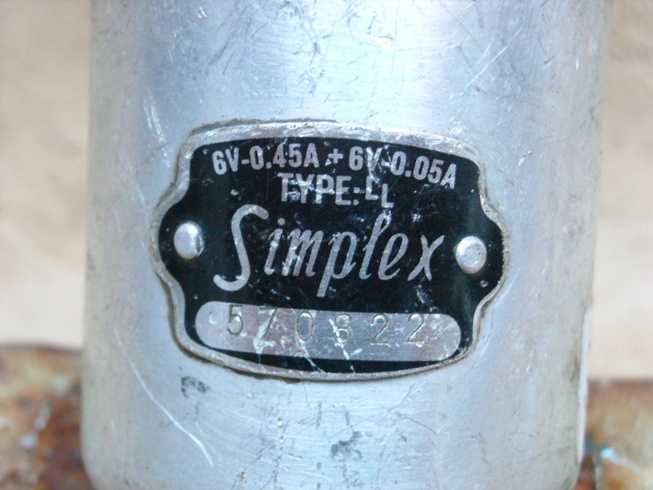 6V-0.45A + 6V-0.05A
TYPE: LL
Simplex
570822